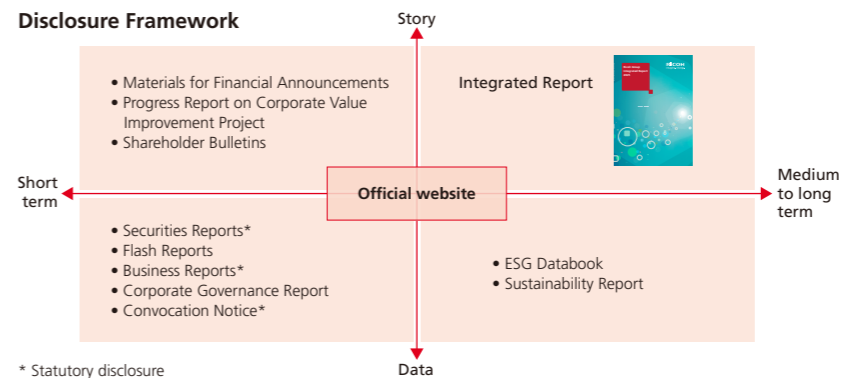 Disclosure Framework
Story
• Materials for Financial Announcements
• Progress Report on Corporate Value
Improvement Project
• Shareholder Bulletins
Integrated Report
RICOH
Short
term
Official website
Medium
to long
term
• Securities Reports*
• Flash Reports
• Business Reports*
• Corporate Governance Report
• Convocation Notice*
• ESG Databook
• Sustainability Report
* Statutory disclosure
Data